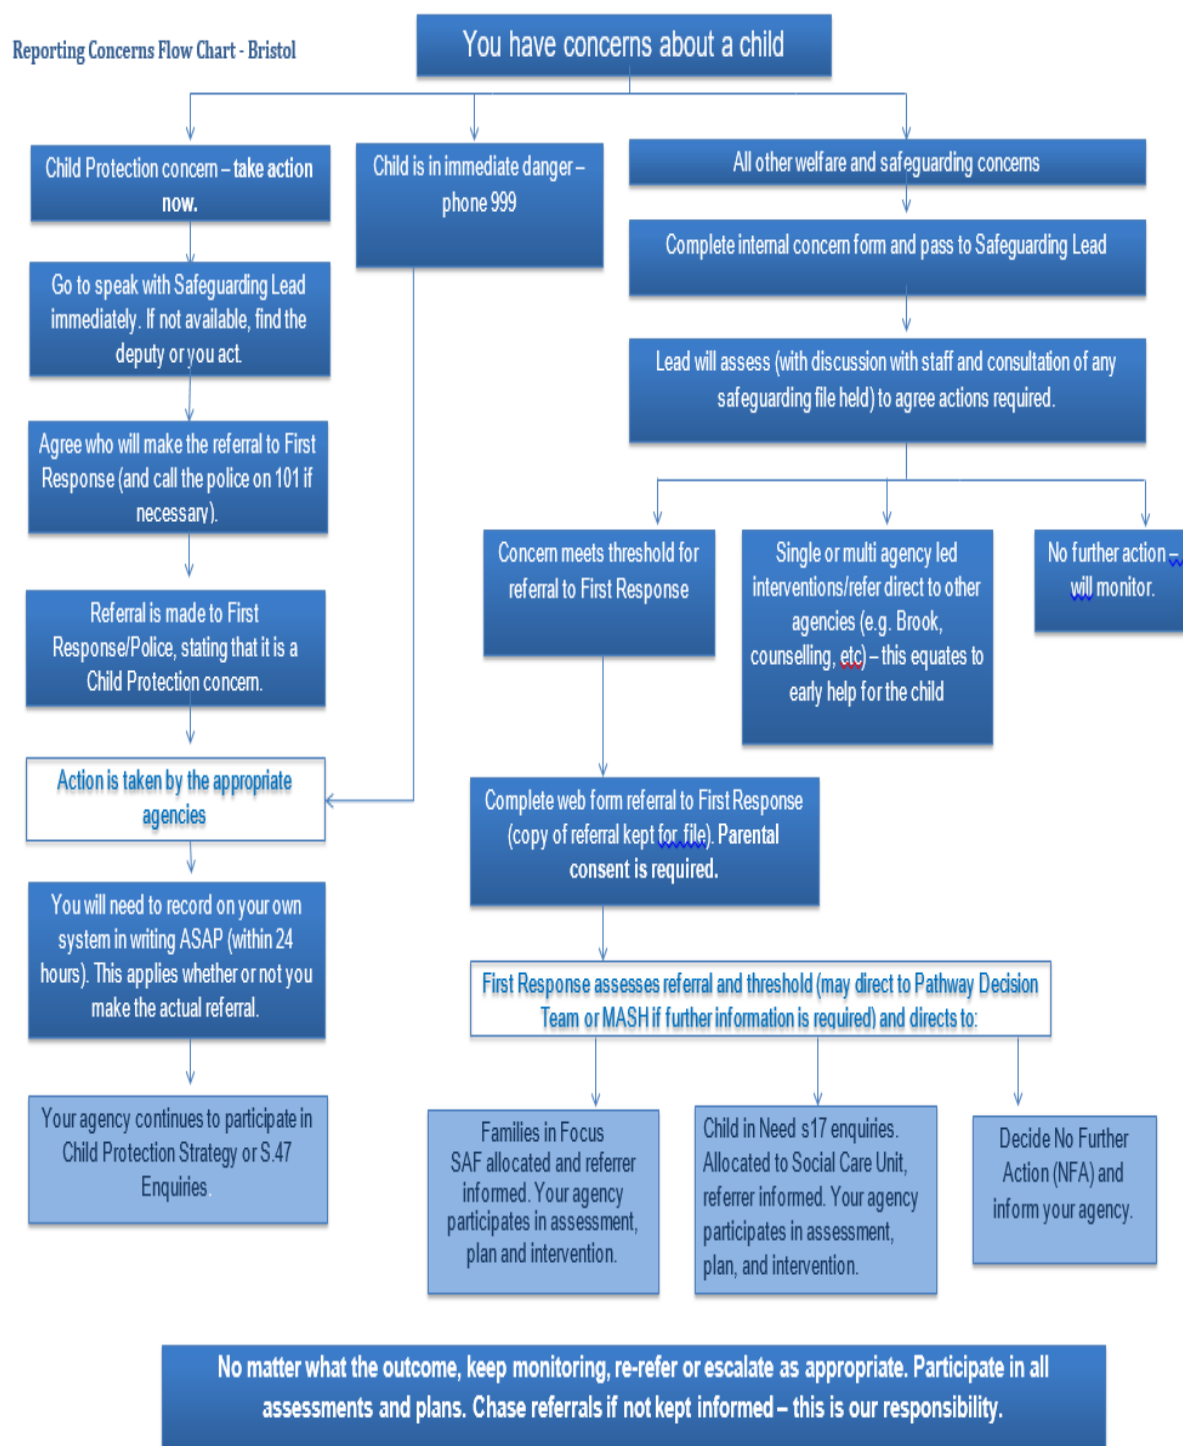 Reporting Concerns Flow Chart - Bristol
You have concerns about a child
Child Protection concern – take action
now.
Child is in immediate danger –
phone 999
All other welfare and safeguarding concerns
Go to speak with Safeguarding Lead
immediately. If not available, find the
deputy or you act.
Complete internal concern form and pass to Safeguarding Lead
Lead will assess (with discussion with staff and consultation of any
safeguarding file held) to agree actions required.
Agree who will make the referral to First
Response (and call the police on 101 if
necessary).
Concern meets threshold for
referral to First Response
Single or multi agency led
interventions/refer direct to other
agencies (e.g. Brook,
counselling, etc) – this equates to
early help for the child
No further action –
will monitor.
Referral is made to First
Response/Police, stating that it is a
Child Protection concern.
Action is taken by the appropriate
agencies
Complete web form referral to First Response
(copy of referral kept for file). Parental
consent is required.
You will need to record on your own
system in writing ASAP (within 24
hours). This applies whether or not you
make the actual referral.
First Response assesses referral and threshold (may direct to Pathway Decision
Team or MASH if further information is required) and directs to:
Your agency continues to participate in
Child Protection Strategy or S.47
Enquiries.
Families in Focus
SAF allocated and referrer
informed. Your agency
participates in assessment,
plan and intervention.
Child in Need s17 enquiries.
Allocated to Social Care Unit,
referrer informed. Your agency
participates in assessment,
plan, and intervention.
Decide No Further
Action (NFA) and
inform your agency.
No matter what the outcome, keep monitoring, re-refer or escalate as appropriate. Participate in all
assessments and plans. Chase referrals if not kept informed – this is our responsibility.